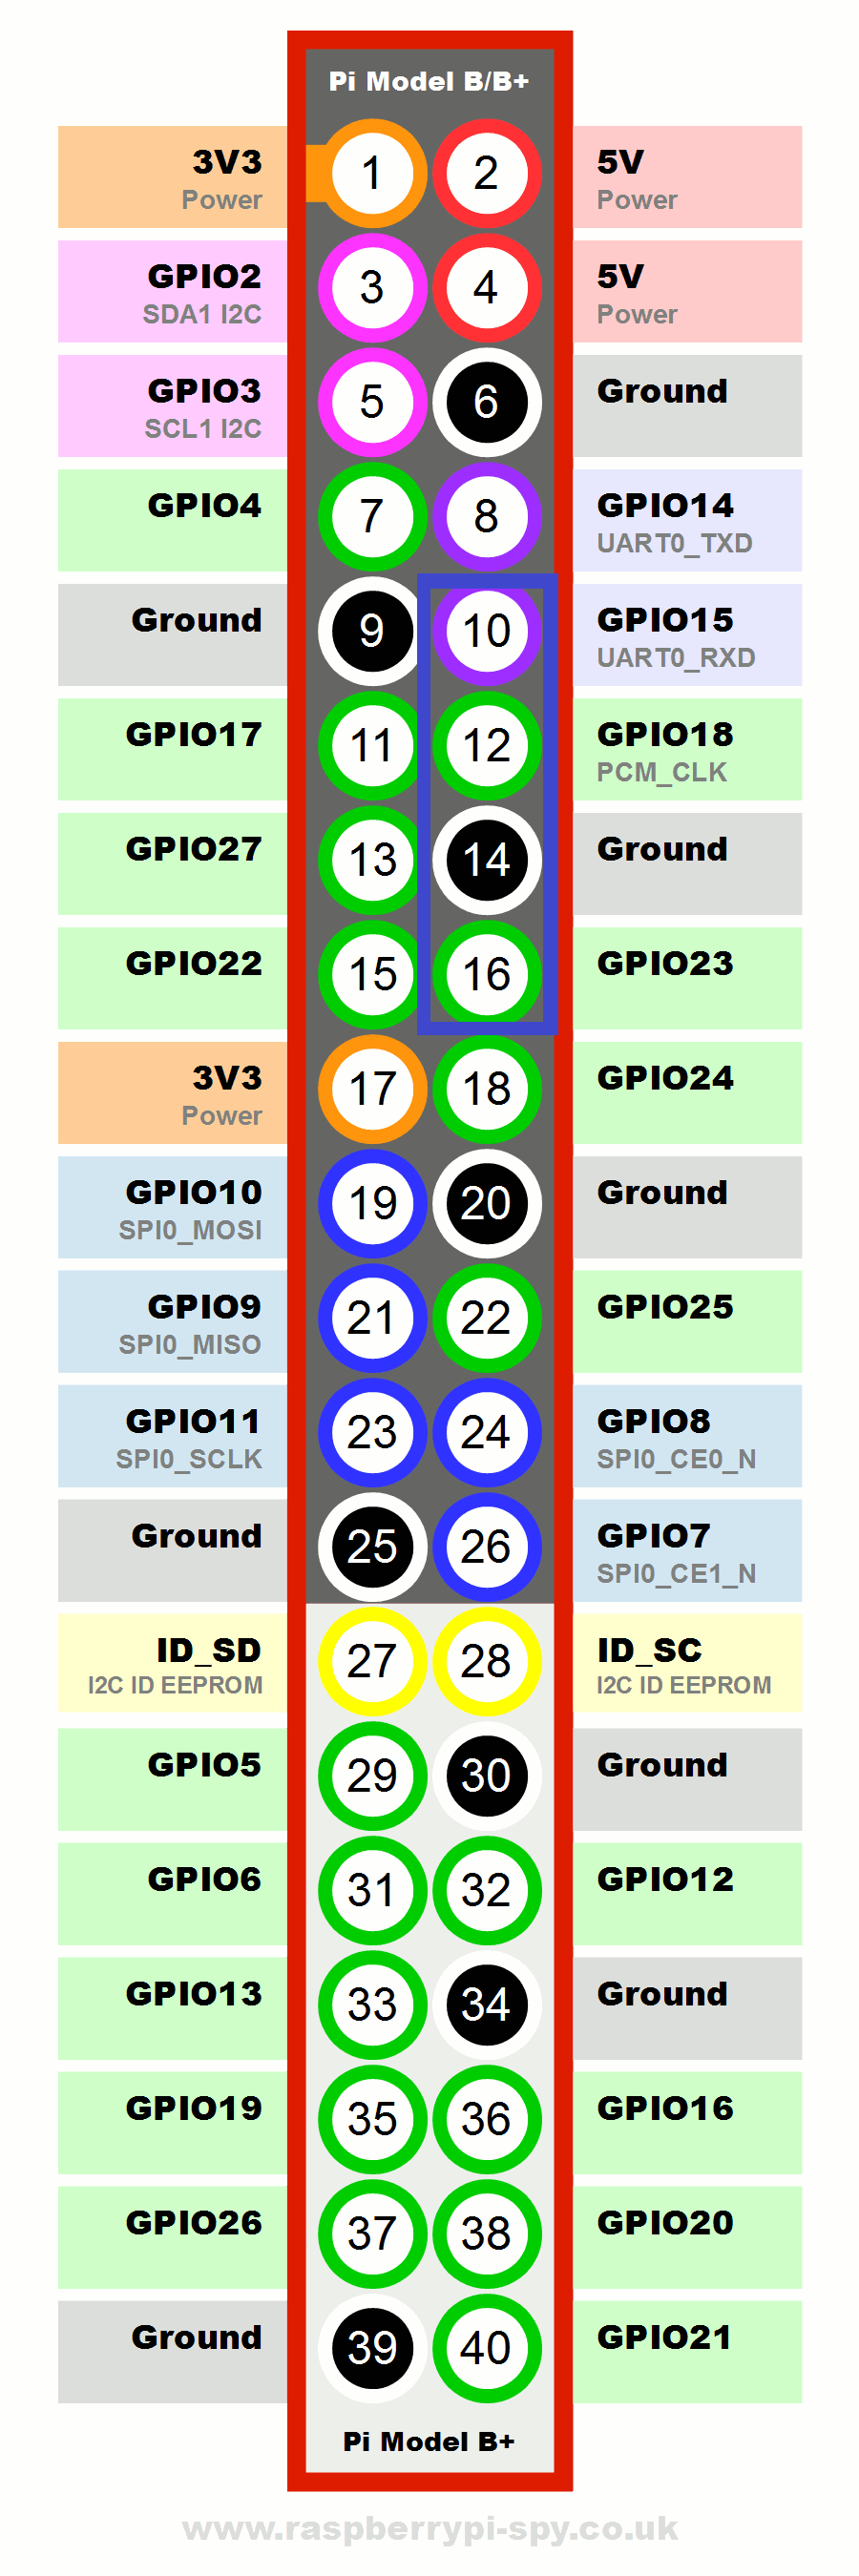 Pi Model B/B+
3V3 1 2 5V
Power Power
GPIO2 3 4 5V
SDA1 I2C Power
GPIO3 5 6 Ground
SCL1 I2C
GPIO4 7 8 GPIO14
UART0_TXD
Ground 9 10 GPIO15
UART0_RXD
GPIO17 11 12 GPIO18
PCM_CLK
GPIO27 13 14 Ground
GPIO22 15 16 GPIO23
3V3 17 18 GPIO24
Power
GPIO10 19 20 Ground
SPI0_MOSI
GPIO9 21 22 GPIO25
SPI0_MISO
GPIO11 23 24 GPIO8
SPI0_SCLK SPI0_CE0_N
Ground 25 26 GPIO7
SPI0_CE1_N
ID_SD 27 28 ID_SC
I2C ID EEPROM I2C ID EEPROM
GPIO5 29 30 Ground
GPIO6 31 32 GPIO12
GPIO13 33 34 Ground
GPIO19 35 36 GPIO16
GPIO26 37 38 GPIO20
Ground 39 40 GPIO21
Pi Model B+
www.raspberrypi-spy.co.uk